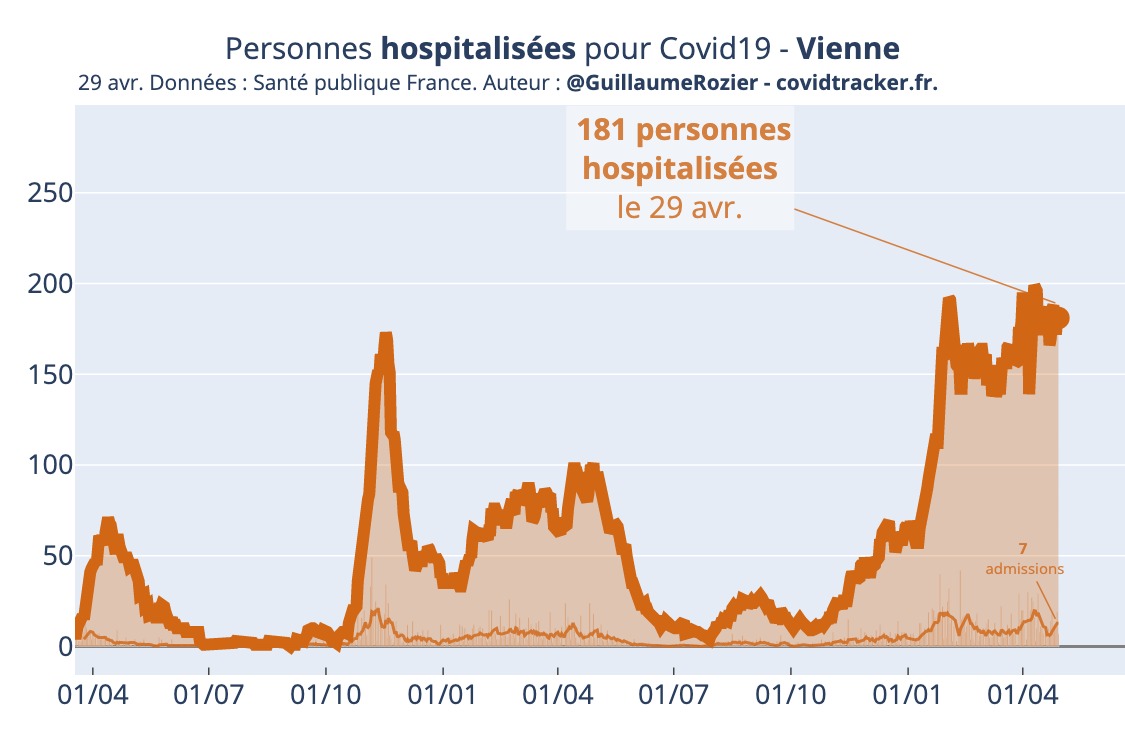 Personnes hospitalisées pour Covid19 - Vienne
29 avr. Données : Santé publique France. Auteur : @GuillaumeRozier - covidtracker.fr.
181 personnes
hospitalisées
le 29 avr.
250
200
150
100
50
0
7
admissions
01/04 01/07 01/10 01/01 01/04 01/07 01/10 01/01 01/04